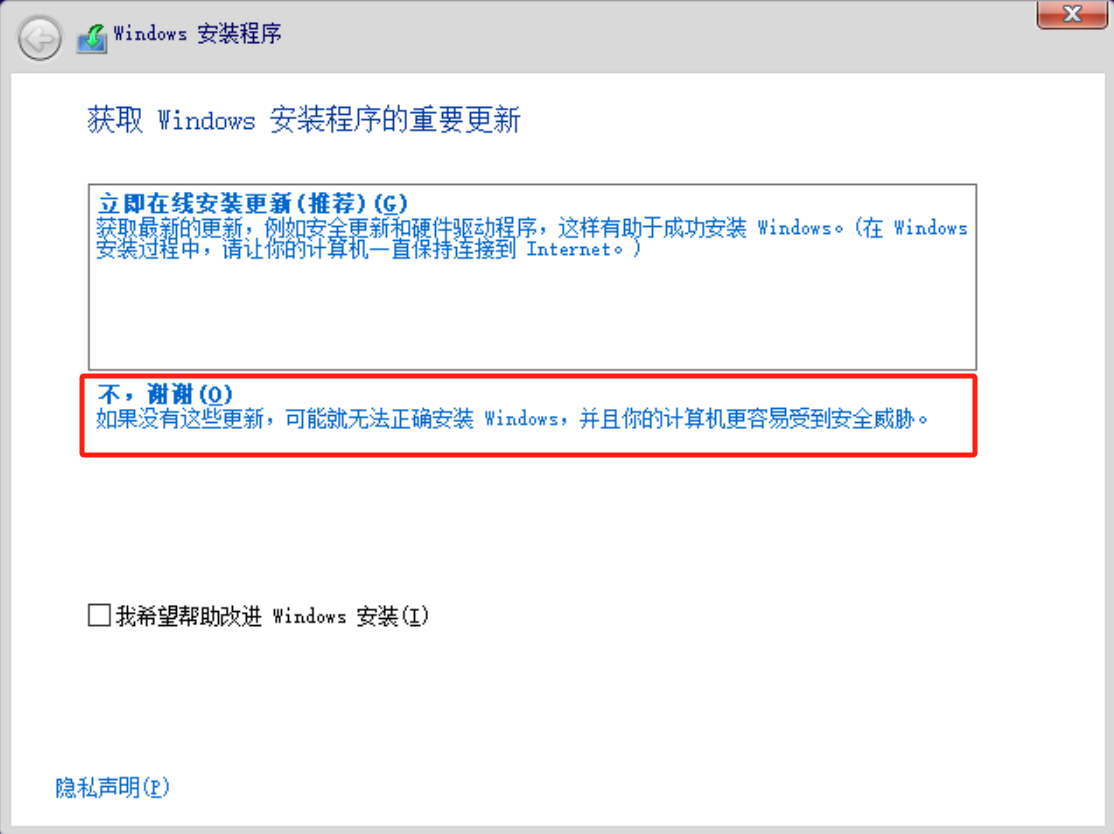 Windows 安装程序
获取 Windows 安装程序的重要更新
立即在线安装更新(推荐)(G)
获取最新的更新，例如安全更新和硬件驱动程序，这样有助于成功安装 Windows。(在 Windows
安装过程中，请让你的计算机一直保持连接到 Internet。)
不，谢谢(O)
如果没有这些更新，可能就无法正确安装 Windows，并且你的计算机更容易受到安全威胁。
我希望帮助改进 Windows 安装(I)
隐私声明(P)